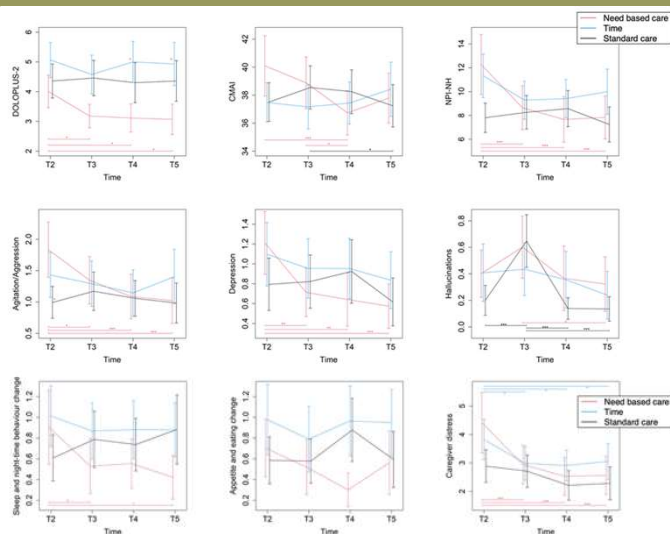 Need based care
Time
Standard care
DOLOPLUS-2
6
5
4
3
2
T2 T3 T4 T5
Time
CMAI
42
40
38
36
34
T2 T3 T4 T5
Time
NPI-NH
14
12
10
8
6
T2 T3 T4 T5
Time
Agitation/Aggression
2.0
1.5
1.0
0.5
T2 T3 T4 T5
Time
Depression
1.4
1.2
1.0
0.8
0.6
0.4
T2 T3 T4 T5
Time
Hallucinations
0.8
0.6
0.4
0.2
0.0
T2 T3 T4 T5
Time
Sleep and night-time behaviour change
1.2
1.0
0.8
0.6
0.4
0.2
T2 T3 T4 T5
Time
Appetite and eating change
1.2
1.0
0.8
0.6
0.4
0.2
T2 T3 T4 T5
Time
Need based care
Time
Standard care
Caregiver distress
5
4
3
2
T2 T3 T4 T5
Time